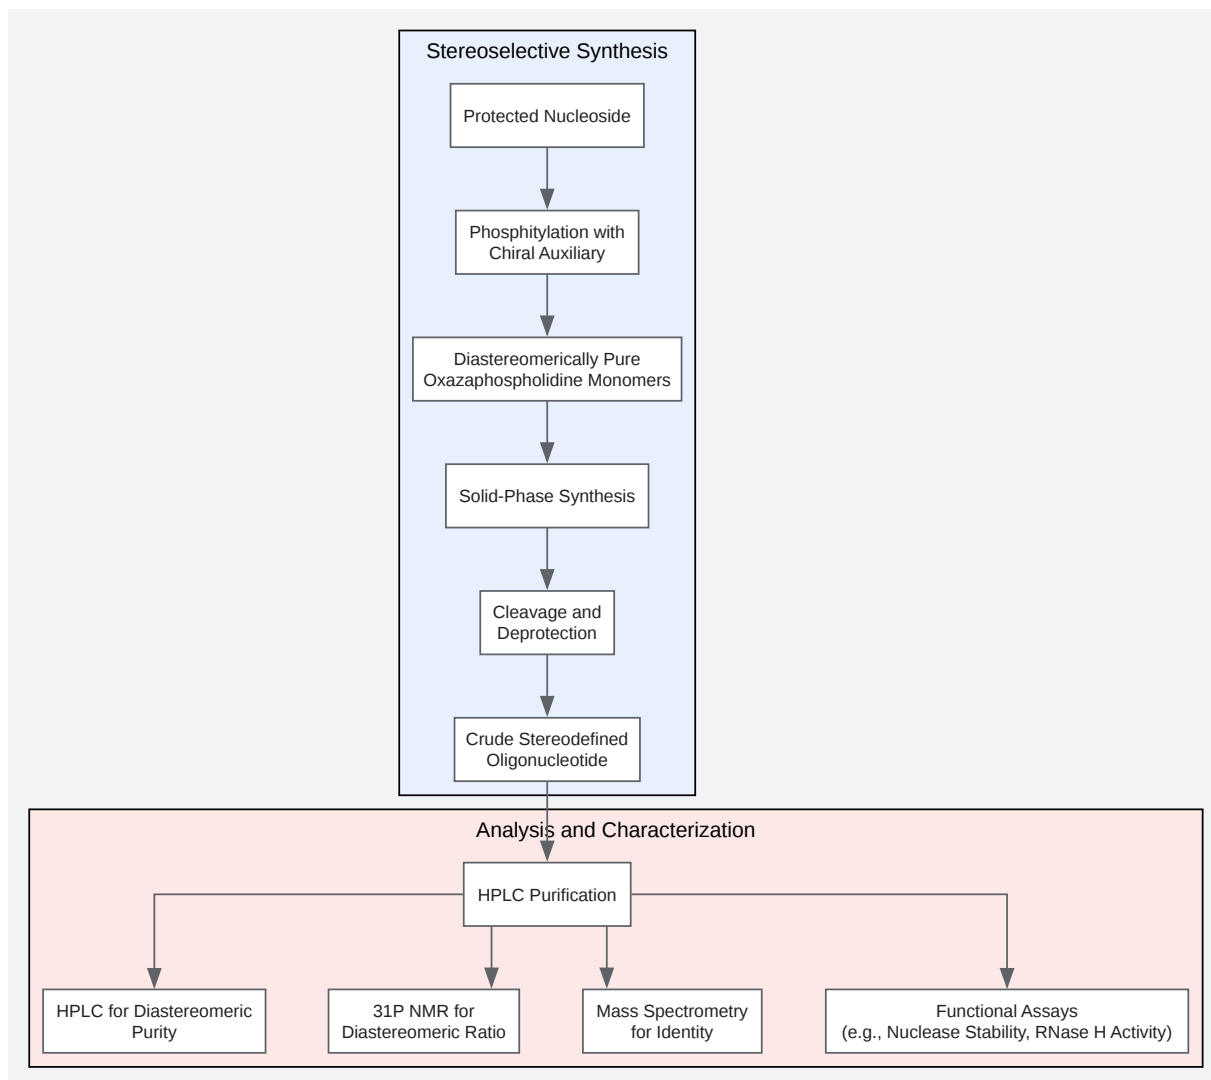 Stereoselective Synthesis
Protected Nucleoside
Phosphitylation with
Chiral Auxiliary
Diastereomerically Pure
Oxazaphospholidine Monomers
Solid-Phase Synthesis
Cleavage and
Deprotection
Crude Stereodefined
Oligonucleotide
Analysis and Characterization
HPLC Purification
HPLC for Diastereomeric
Purity
31P NMR for
Diastereomeric Ratio
Mass Spectrometry
for Identity
Functional Assays
(e.g., Nuclease Stability, RNase H Activity)